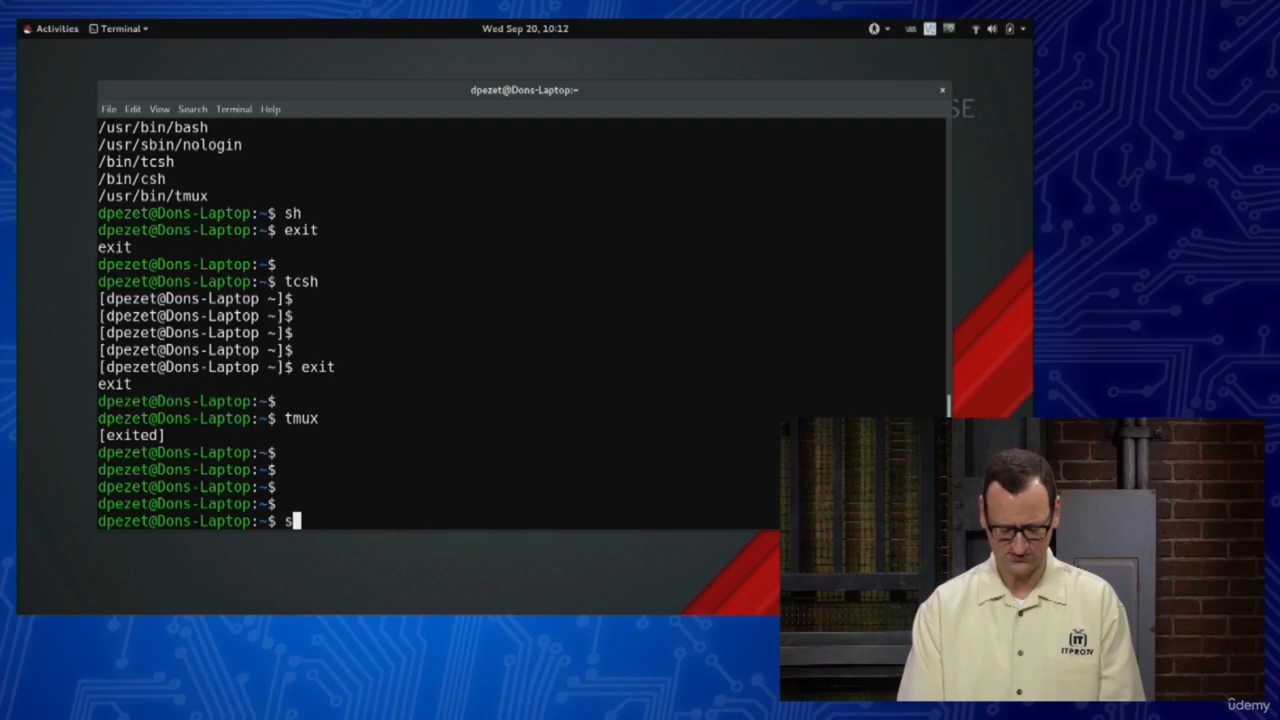 Activities Terminal Wed Sep 20, 10:12
SE
dpezet@Dons-Laptop:~ ×
File Edit View Search Terminal Help
/usr/bin/bash
/usr/sbin/nologin
/bin/tcsh
/bin/csh
/usr/bin/tmux
dpezet@Dons-Laptop:~$ sh
dpezet@Dons-Laptop:~$ exit
exit
dpezet@Dons-Laptop:~$
dpezet@Dons-Laptop:~$ tcsh
[dpezet@Dons-Laptop ~]$
[dpezet@Dons-Laptop ~]$
[dpezet@Dons-Laptop ~]$
[dpezet@Dons-Laptop ~]$
[dpezet@Dons-Laptop ~]$ exit
exit
dpezet@Dons-Laptop:~$
dpezet@Dons-Laptop:~$ tmux
[exited]
dpezet@Dons-Laptop:~$
dpezet@Dons-Laptop:~$
dpezet@Dons-Laptop:~$
dpezet@Dons-Laptop:~$
dpezet@Dons-Laptop:~$ s
IT
ITPROTV
udemy